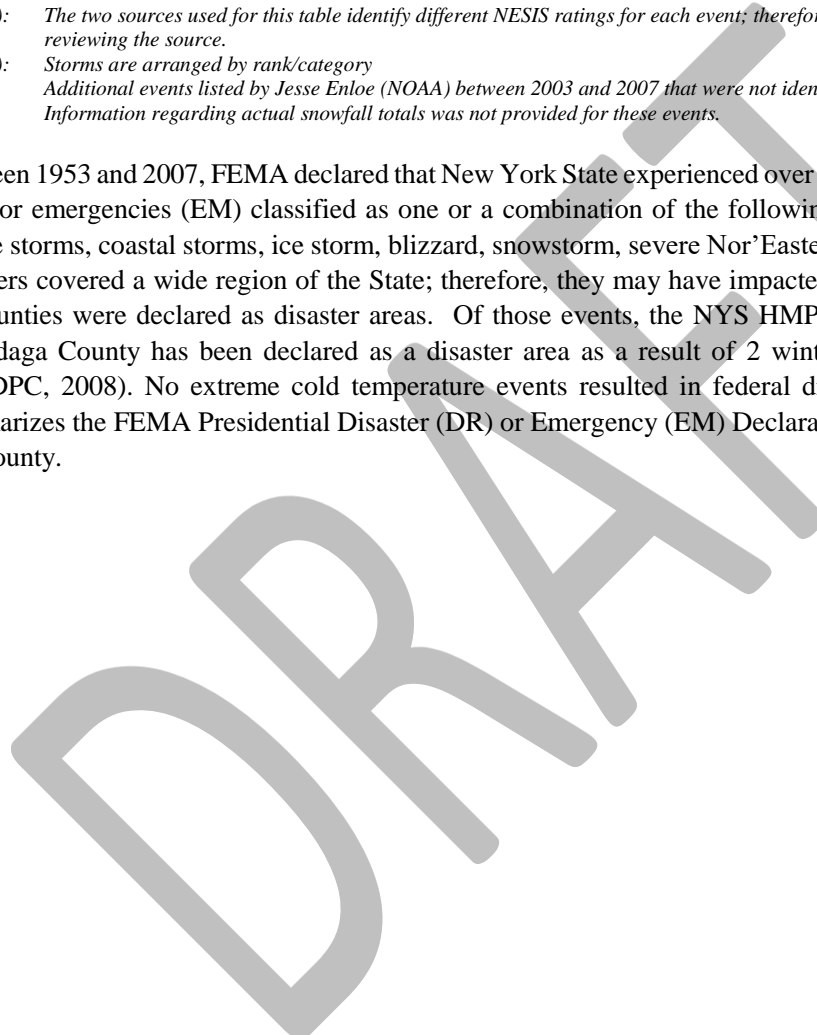 ): The two sources used for this table identify different NESIS ratings for each event; therefor
reviewing the source.
): Storms are arranged by rank/category
Additional events listed by Jesse Enloe (NOAA) between 2003 and 2007 that were not iden
Information regarding actual snowfall totals was not provided for these events.
een 1953 and 2007, FEMA declared that New York State experienced over
or emergencies (EM) classified as one or a combination of the followin
e storms, coastal storms, ice storm, blizzard, snowstorm, severe Nor’Easte
ers covered a wide region of the State; therefore, they may have impacte
unties were declared as disaster areas. Of those events, the NYS HMP
daga County has been declared as a disaster area as a result of 2 wint
DPC, 2008). No extreme cold temperature events resulted in federal di
arizes the FEMA Presidential Disaster (DR) or Emergency (EM) Declara
ounty.
DRAFT